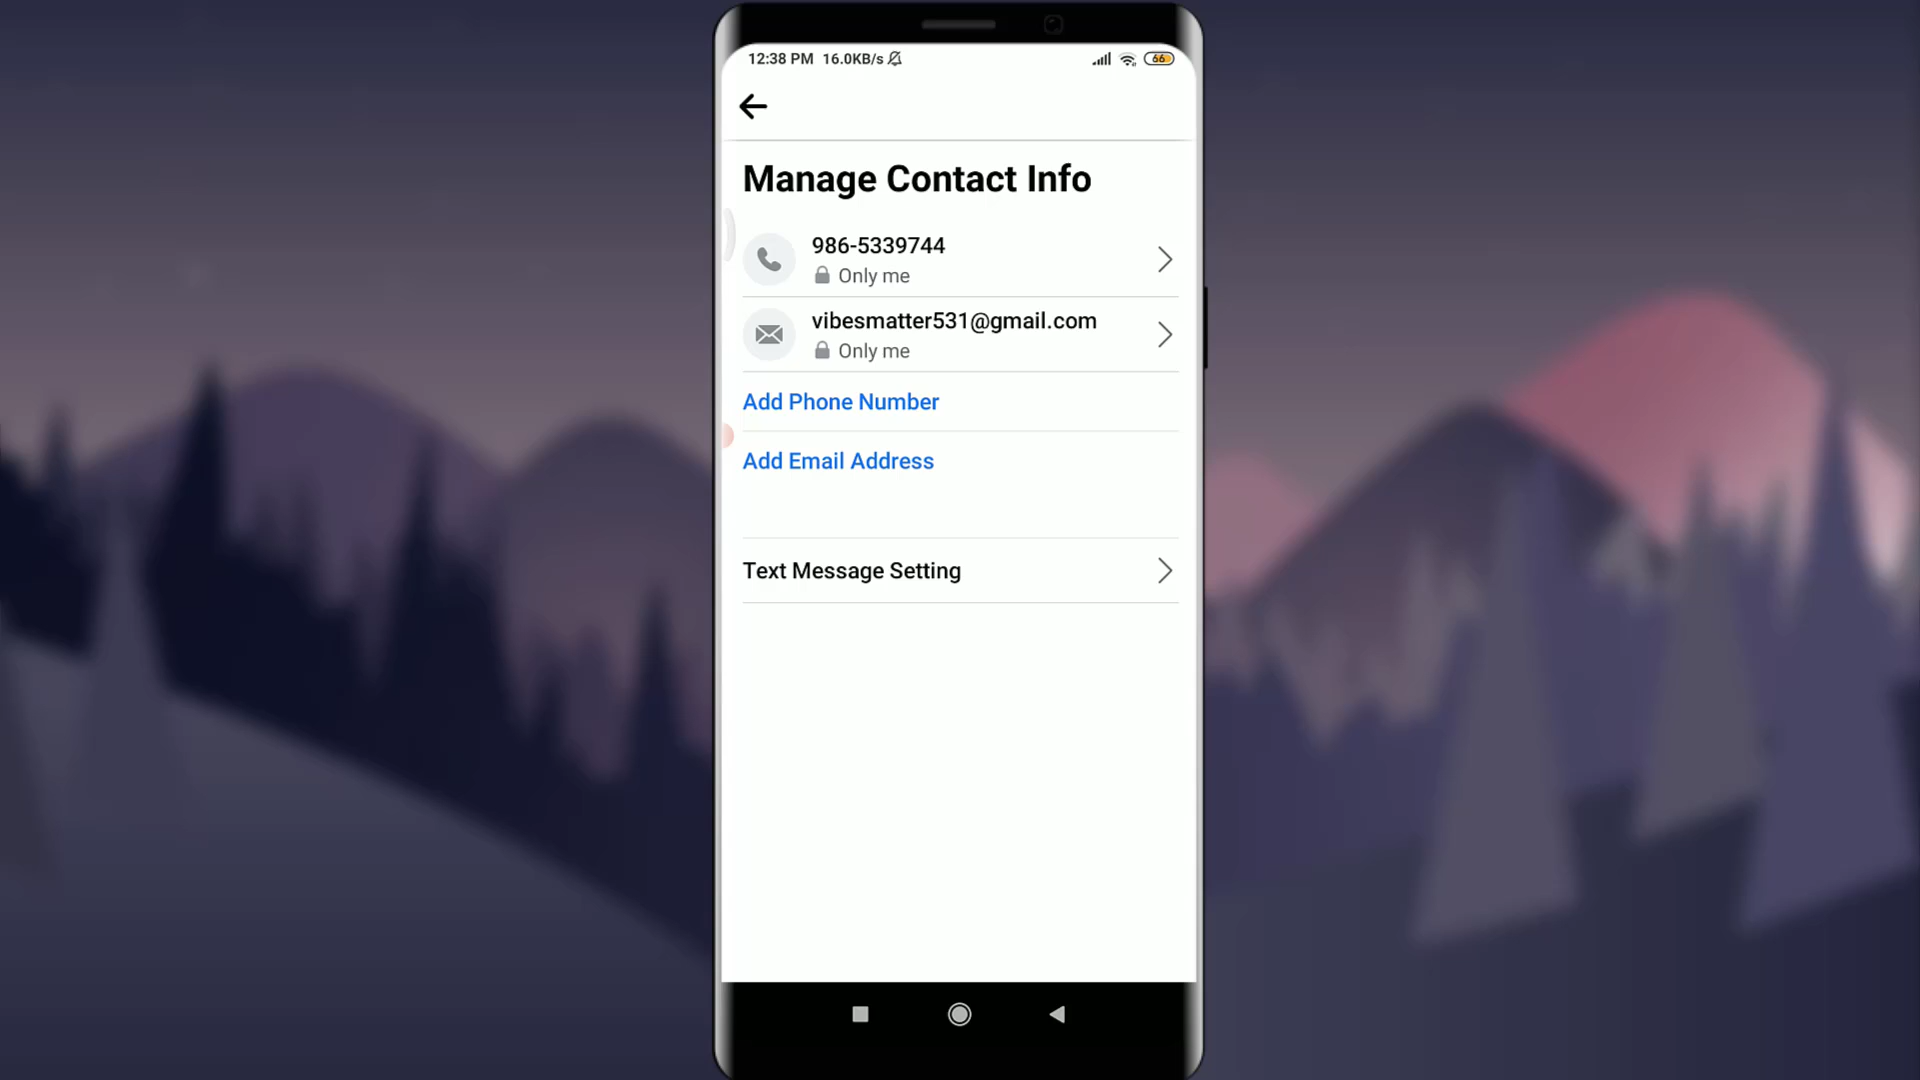 12:38 PM 16.0KB/s 66
Manage Contact Info
986-5339744
Only me
vibesmatter531@gmail.com
Only me
Add Phone Number
Add Email Address
Text Message Setting